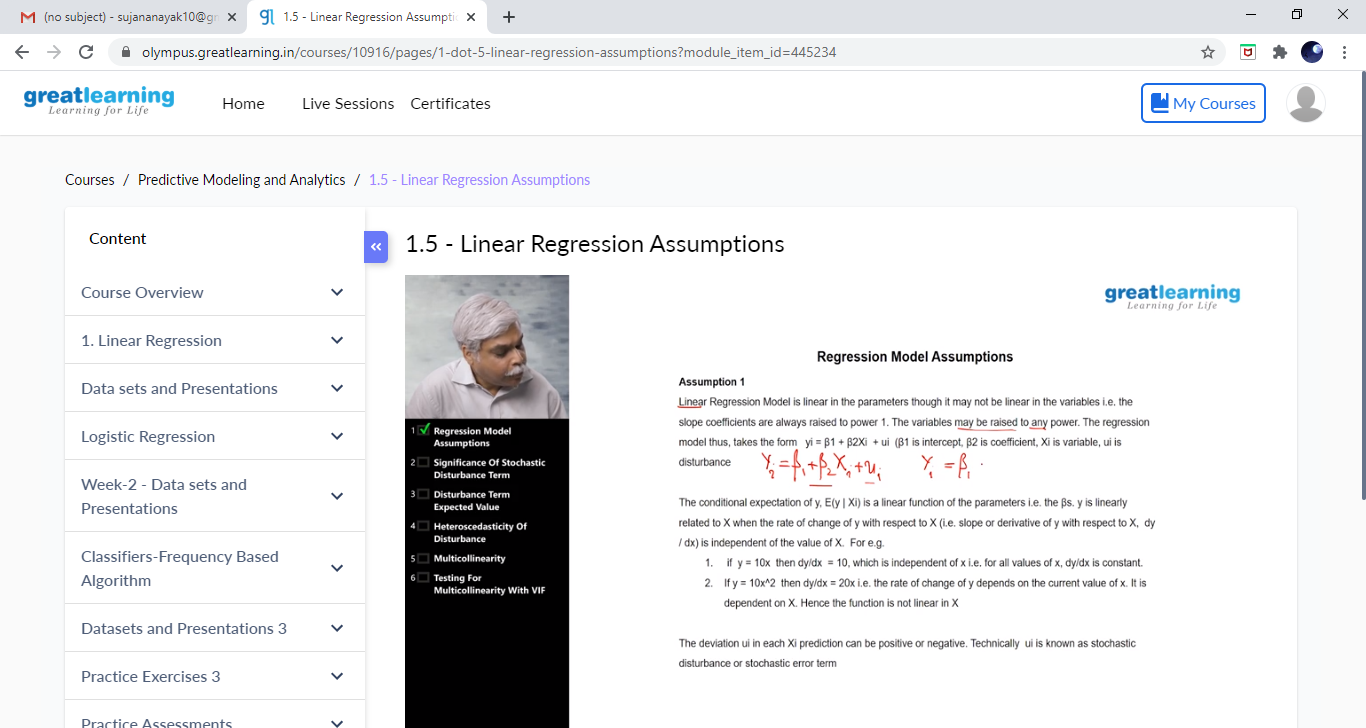 (no subject) - sujananayak10@gm
1.5 - Linear Regression Assumptio
olympus.greatlearning.in/courses/10916/pages/1-dot-5-linear-regression-assumptions?module_item_id=445234
greatlearning
Learning for Life
Home
Live Sessions
Certificates
My Courses
Courses / Predictive Modeling and Analytics / 1.5 - Linear Regression Assumptions
Content
Course Overview
1. Linear Regression
Data sets and Presentations
Logistic Regression
Week-2 - Data sets and
Presentations
Classifiers-Frequency Based
Algorithm
Datasets and Presentations 3
Practice Exercises 3
Practice Assessments
«
1.5 - Linear Regression Assumptions
1 Regression Model
Assumptions
2 Significance Of Stochastic
Disturbance Term
3 Disturbance Term
Expected Value
4 Heteroscedasticity Of
Disturbance
5 Multicollinearity
6 Testing For
Multicollinearity With VIF
greatlearning
Learning for Life
Regression Model Assumptions
Assumption 1
Linear Regression Model is linear in the parameters though it may not be linear in the variables i.e. the
slope coefficients are always raised to power 1. The variables may be raised to any power. The regression
model thus, takes the form yi = β1 + β2Xi + ui (β1 is intercept, β2 is coefficient, Xi is variable, ui is
disturbance
The conditional expectation of y, E(y | Xi) is a linear function of the parameters i.e. the βs. y is linearly
related to X when the rate of change of y with respect to X (i.e. slope or derivative of y with respect to X, dy
/ dx) is independent of the value of X. For e.g.
1. if y = 10x then dy/dx = 10, which is independent of x i.e. for all values of x, dy/dx is constant.
2. If y = 10x^2 then dy/dx = 20x i.e. the rate of change of y depends on the current value of x. It is
dependent on X. Hence the function is not linear in X
The deviation ui in each Xi prediction can be positive or negative. Technically ui is known as stochastic
disturbance or stochastic error term